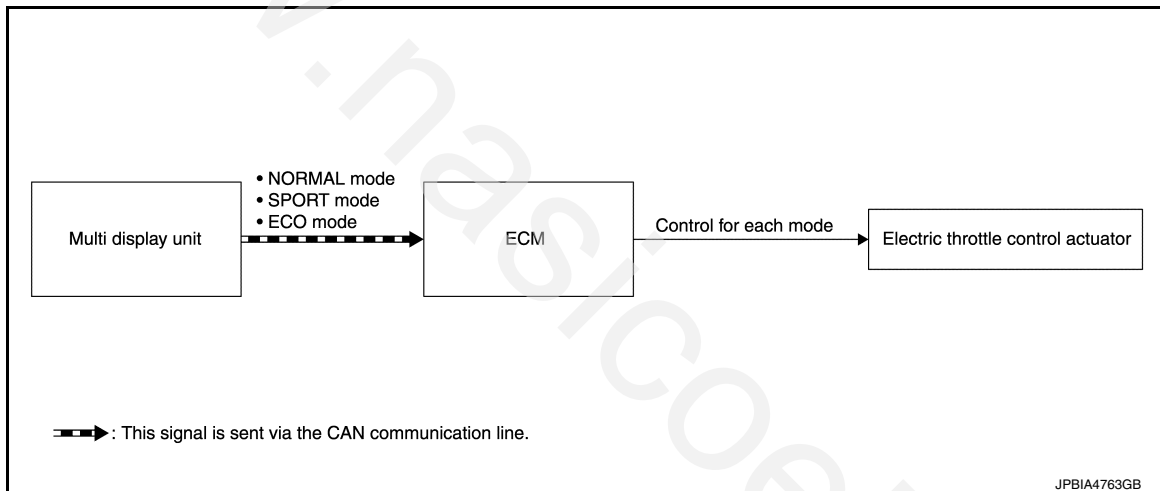 • NORMAL mode
• SPORT mode
• ECO mode
Multi display unit
ECM
Control for each mode
Electric throttle control actuator
: This signal is sent via the CAN communication line.
JPBIA4763GB
v.nasicoe